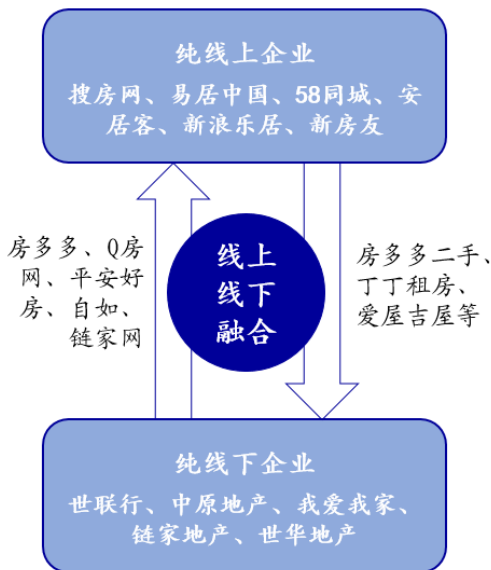 纯线上企业
搜房网、易居中国、58同城、安
居客、新浪乐居、新房友
房多多、Q房
网、平安好
房、自如、
链家网
线上
线下
融合
房多多二手、
丁丁租房、
爱屋吉屋等
纯线下企业
世联行、中原地产、我爱我家、
链家地产、世华地产